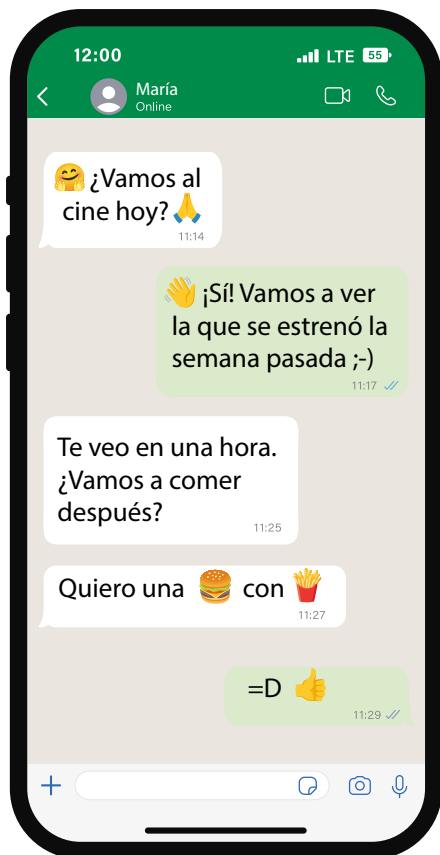 12:00 LTE 55
María
Online
🤗 ¿Vamos al
cine hoy? 🙏
11:14
👋 ¡Sí! Vamos a ver
la que se estrenó la
semana pasada ;-)
11:17
Te veo en una hora.
¿Vamos a comer
después?
11:25
Quiero una 🍔 con 🍟
11:27
=D 👍
11:29